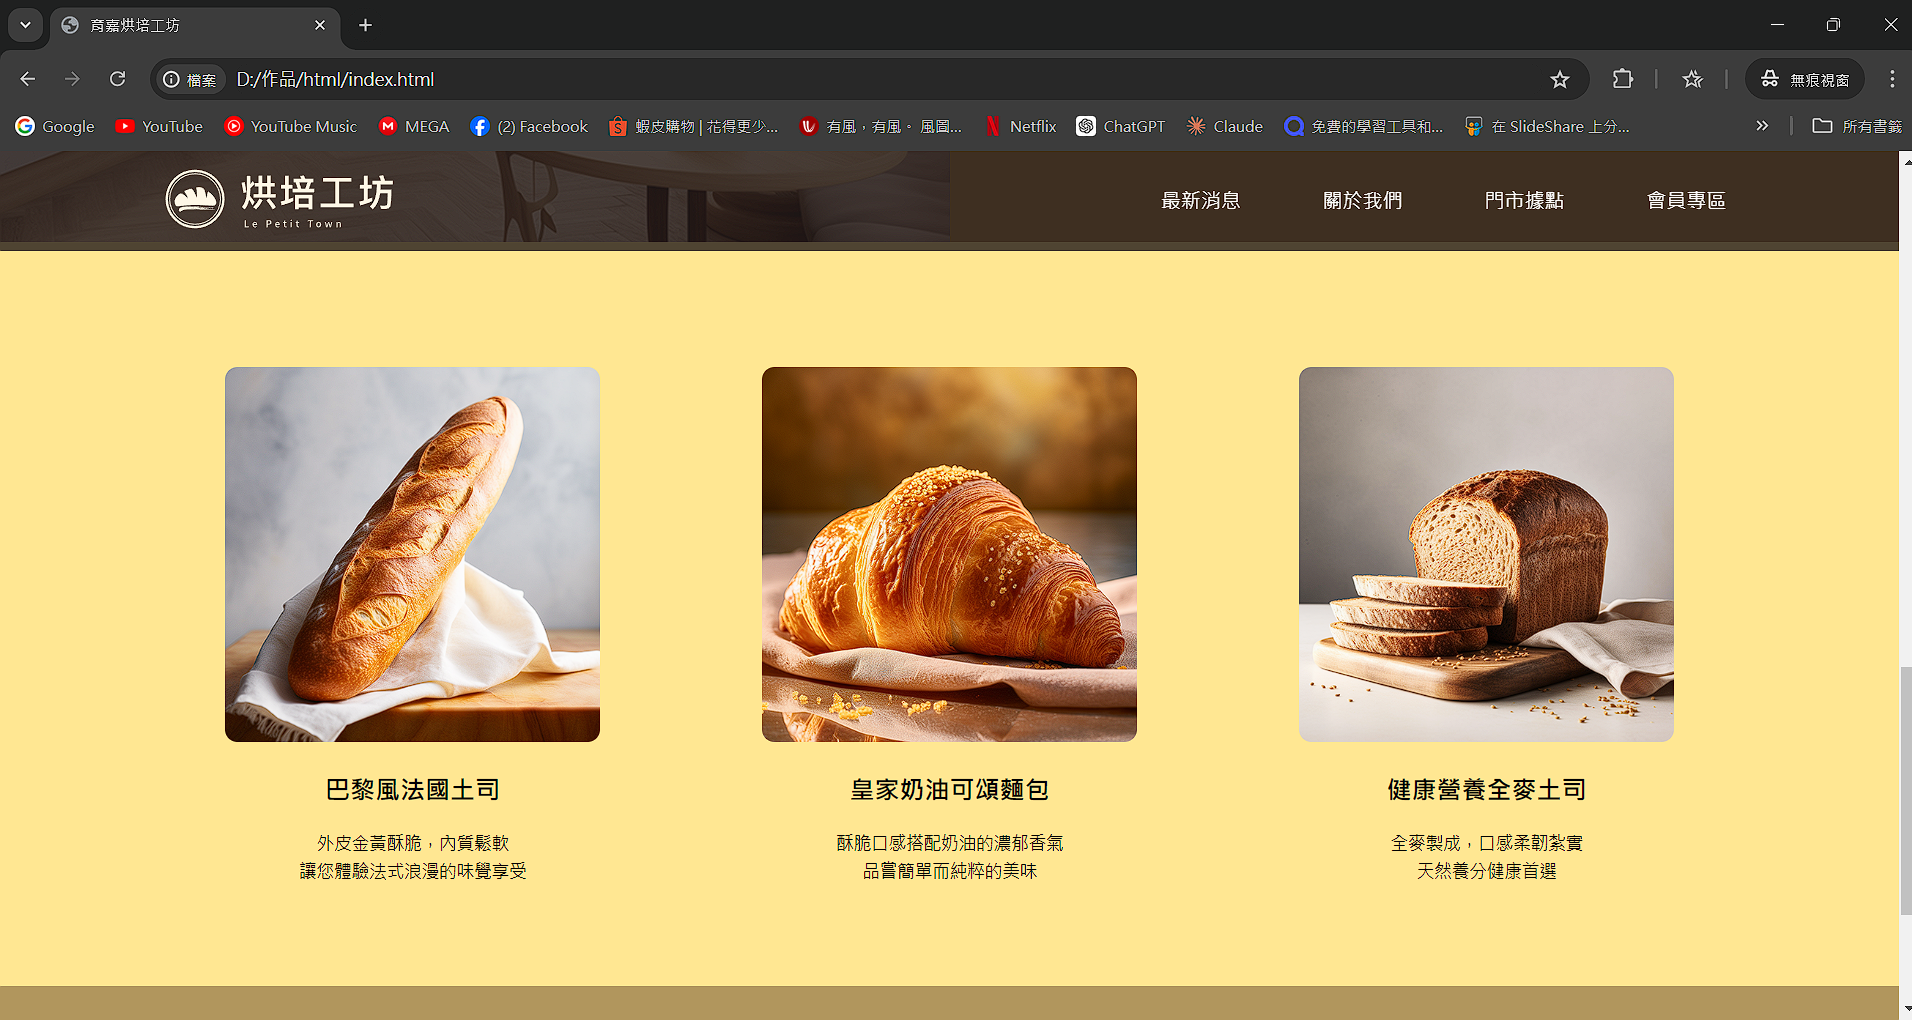 育嘉烘培工坊
檔案
D:/作品/html/index.html
無痕視窗
Google
YouTube
YouTube Music
MEGA
(2) Facebook
蝦皮購物 | 花得更少...
有風，有風。 風圖...
Netflix
ChatGPT
Claude
免費的學習工具和...
在 SlideShare 上分...
所有書籤
烘培工坊
Le Petit Town
最新消息
關於我們
門市據點
會員專區
巴黎風法國土司
外皮金黃酥脆，內質鬆軟
讓您體驗法式浪漫的味覺享受
皇家奶油可頌麵包
酥脆口感搭配奶油的濃郁香氣
品嘗簡單而純粹的美味
健康營養全麥土司
全麥製成，口感柔韌紮實
天然養分健康首選